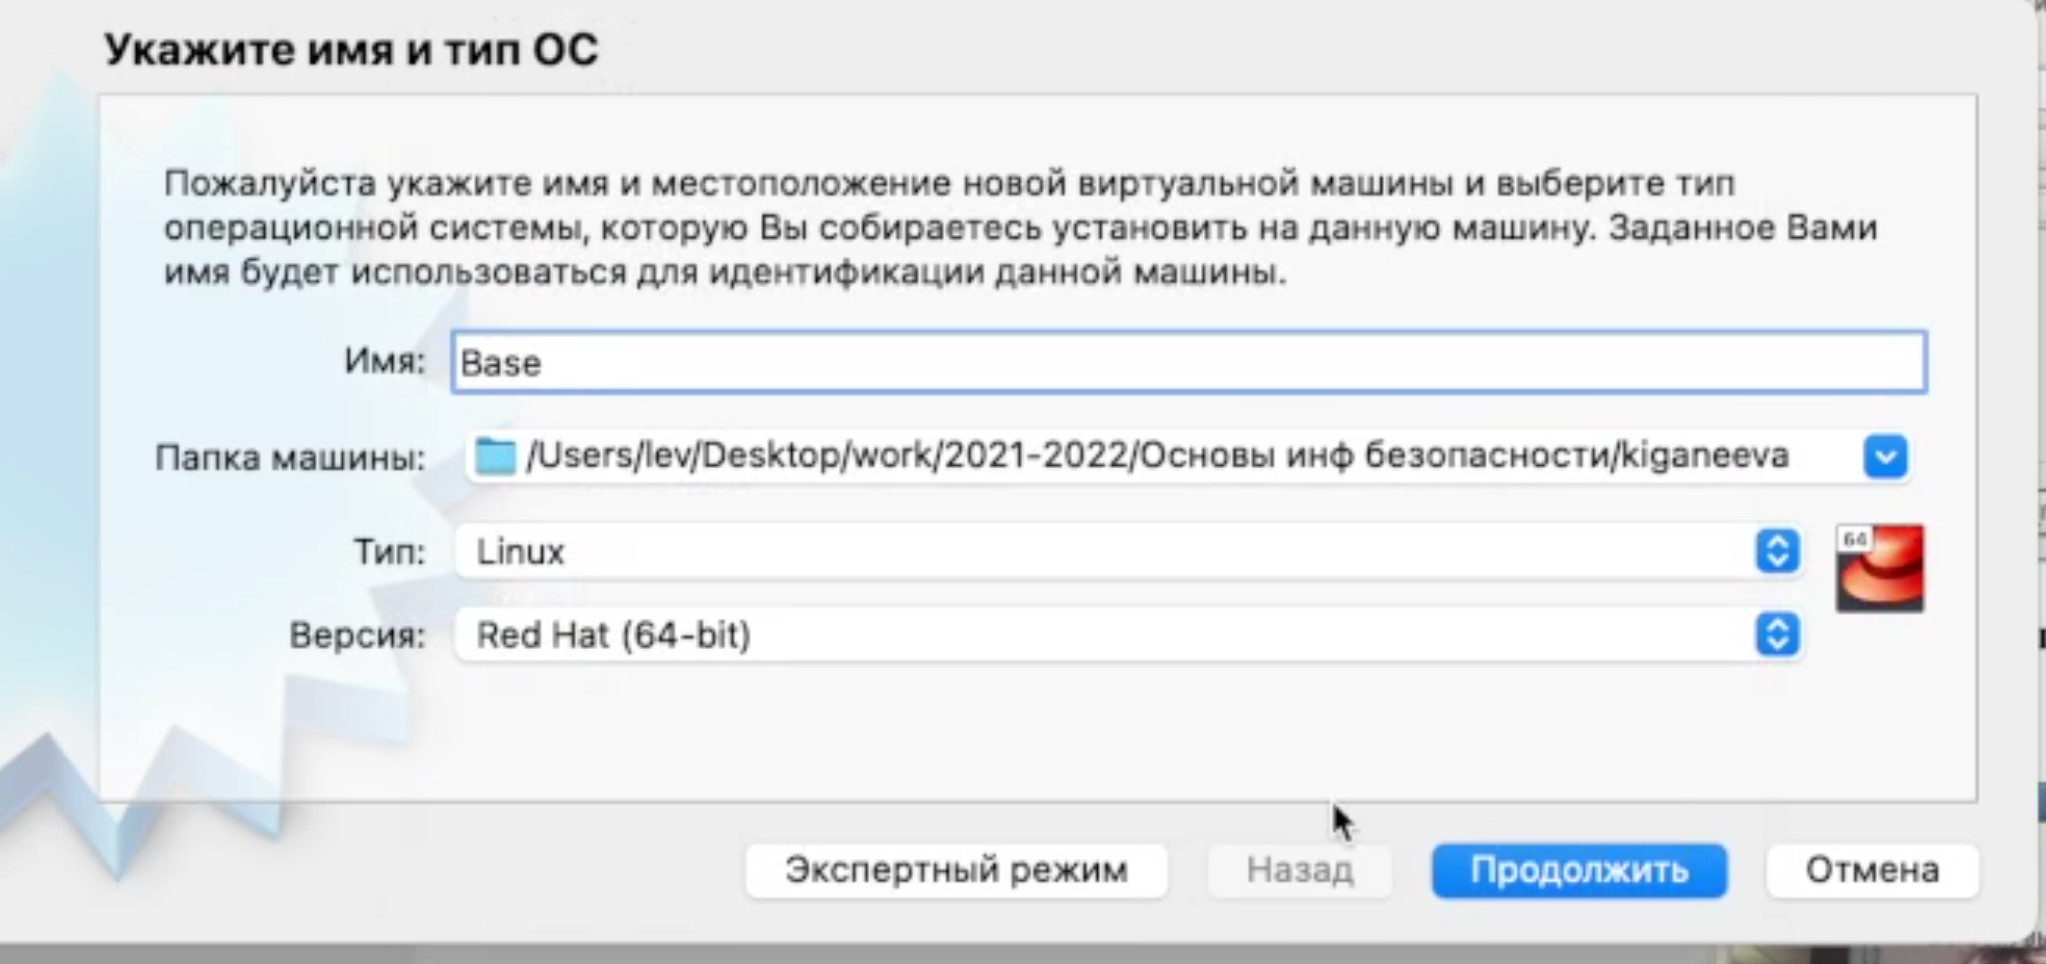 Укажите имя и тип ОС
Пожалуйста укажите имя и местоположение новой виртуальной машины и выберите тип
операционной системы, которую Вы собираетесь установить на данную машину. Заданное Вами
имя будет использоваться для идентификации данной машины.
Имя: Base
Папка машины: /Users/lev/Desktop/work/2021-2022/Основы инф безопасности/kiganeeva
Тип: Linux
64
Версия: Red Hat (64-bit)
Экспертный режим Назад Продолжить Отмена